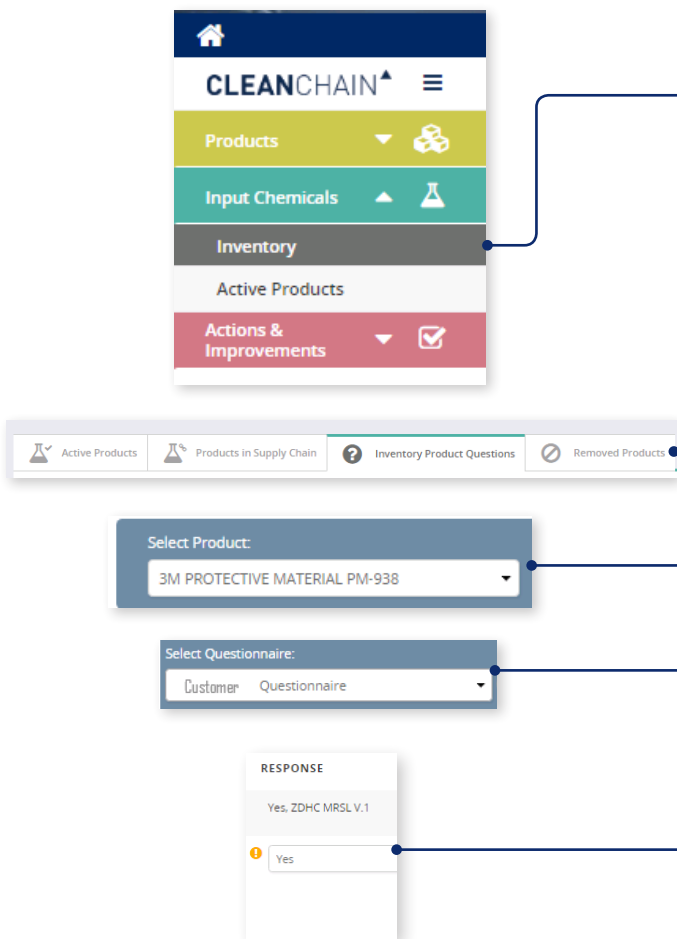 CLEANCHAIN
Products
Input Chemicals
Inventory
Active Products
Actions &
Improvements
Active Products
Products in Supply Chain
Inventory Product Questions
Removed Products
Select Product:
3M PROTECTIVE MATERIAL PM-938
Select Questionnaire:
Customer Questionnaire
RESPONSE
Yes, ZDHC MRSL V.1
Yes